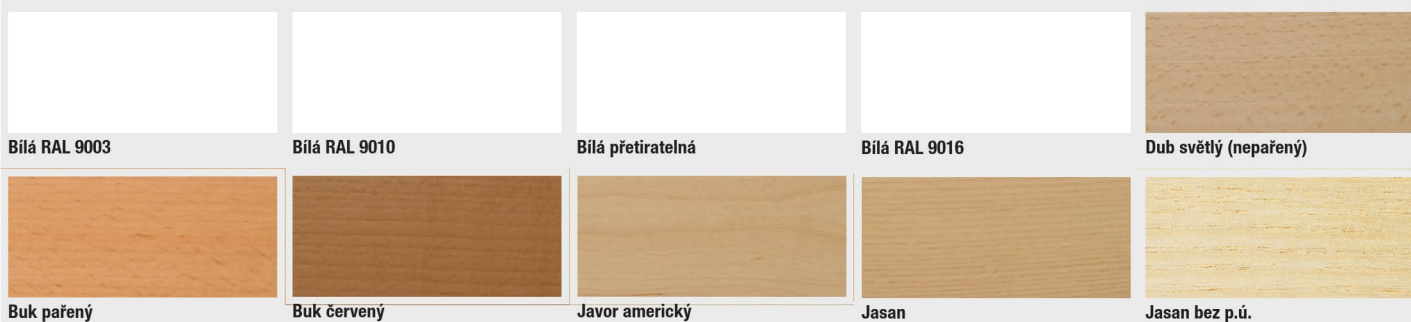 Bílá RAL 9003
Bílá RAL 9010
Bílá přetiratelná
Bílá RAL 9016
Dub světlý (nepařený)
Buk pařený
Buk červený
Javor americký
Jasan
Jasan bez p.ú.